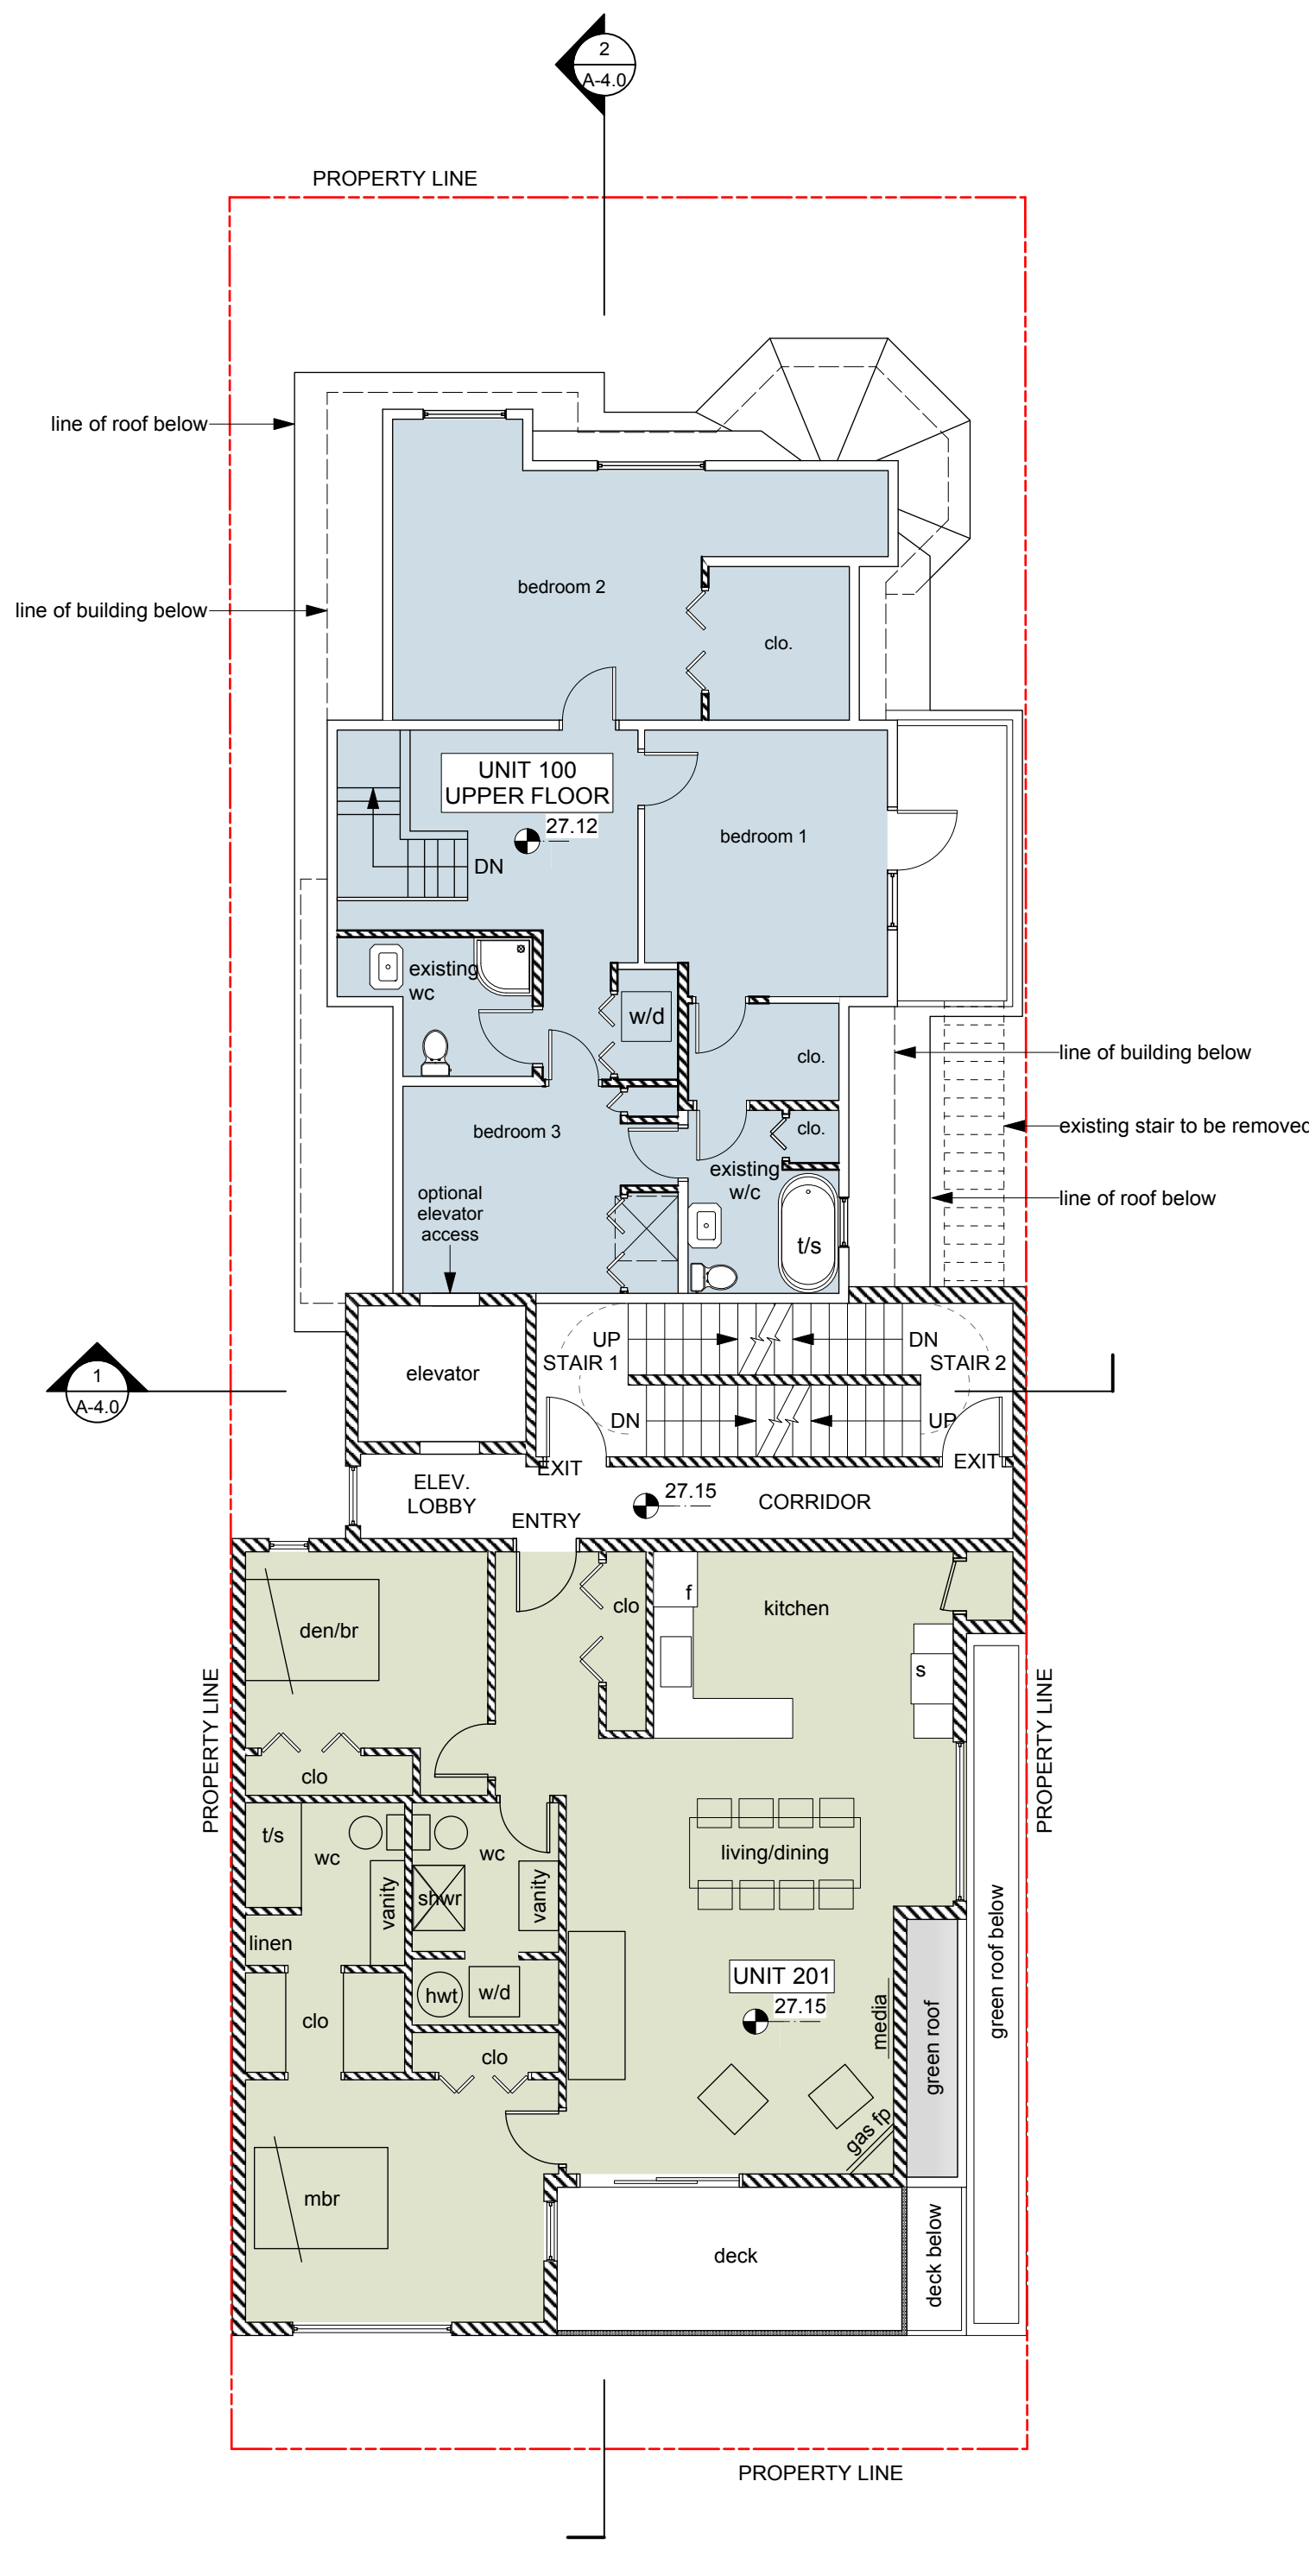 2
A-4.0
PROPERTY LINE
line of roof below
bedroom 2
line of building below
clo.
UNIT 100
UPPER FLOOR
27.12
bedroom 1
DN
existing
wc
w/d
clo.
line of building below
bedroom 3
clo.
existing stair to be removed
existing
w/c
optional
elevator
access
line of roof below
t/s
UP
STAIR 1
DN
STAIR 2
1
A-4.0
elevator
DN
UP
EXIT
EXIT
ELEV.
LOBBY
27.15
CORRIDOR
ENTRY
f
clo
kitchen
den/br
s
PROPERTY LINE
PROPERTY LINE
clo
t/s
wc
wc
living/dining
vanity
shwr
vanity
linen
UNIT 201
27.15
hwt
w/d
clo
media
green roof
green roof below
clo
gas fp
mbr
deck
deck below
PROPERTY LINE